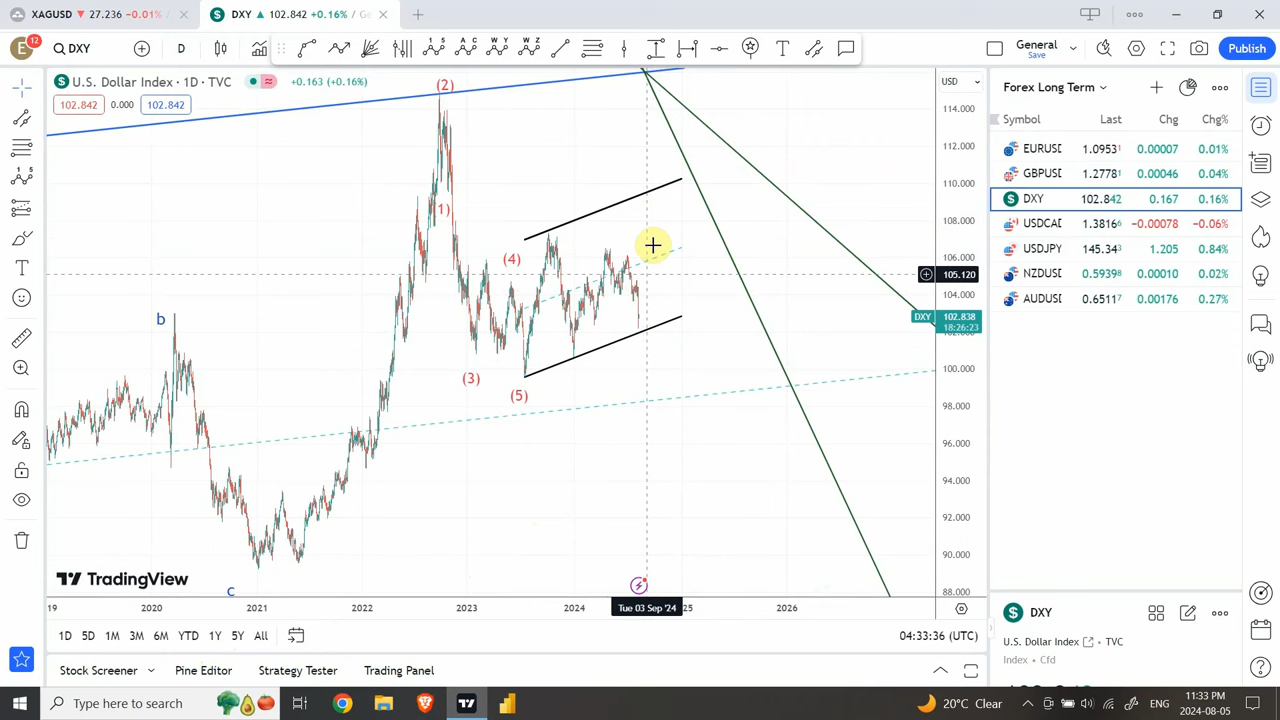 XAGUSD ▼ 27.236 −0.01%
DXY ▲ 102.842 +0.16% / Ge
E 12 DXY D General Save Publish
U.S. Dollar Index · 1D · TVC +0.163 (+0.16%)
102.842 0.000 102.842
USD
114.000
112.000
110.000
108.000
106.000
105.120
104.000
DXY 102.838
18:26:23
100.000
98.000
96.000
94.000
92.000
90.000
88.000
(2)
1)
(4)
(3)
(5)
b
c
TradingView
19 2020 2021 2022 2023 2024 Tue 03 Sep '24 25 2026
1D 5D 1M 3M 6M YTD 1Y 5Y All 04:33:36 (UTC)
Stock Screener Pine Editor Strategy Tester Trading Panel
Forex Long Term
Symbol Last Chg Chg%
EURUSD 1.09531 0.00007 0.01%
GBPUSD 1.27781 0.00046 0.04%
DXY 102.842 0.167 0.16%
USDCAD 1.38166 −0.00078 −0.06%
USDJPY 145.343 1.205 0.84%
NZDUSD 0.59398 0.00010 0.02%
AUDUSD 0.65117 0.00176 0.27%
DXY
U.S. Dollar Index • TVC
Index • Cfd
Type here to search
20°C Clear ENG 11:33 PM
2024-08-05